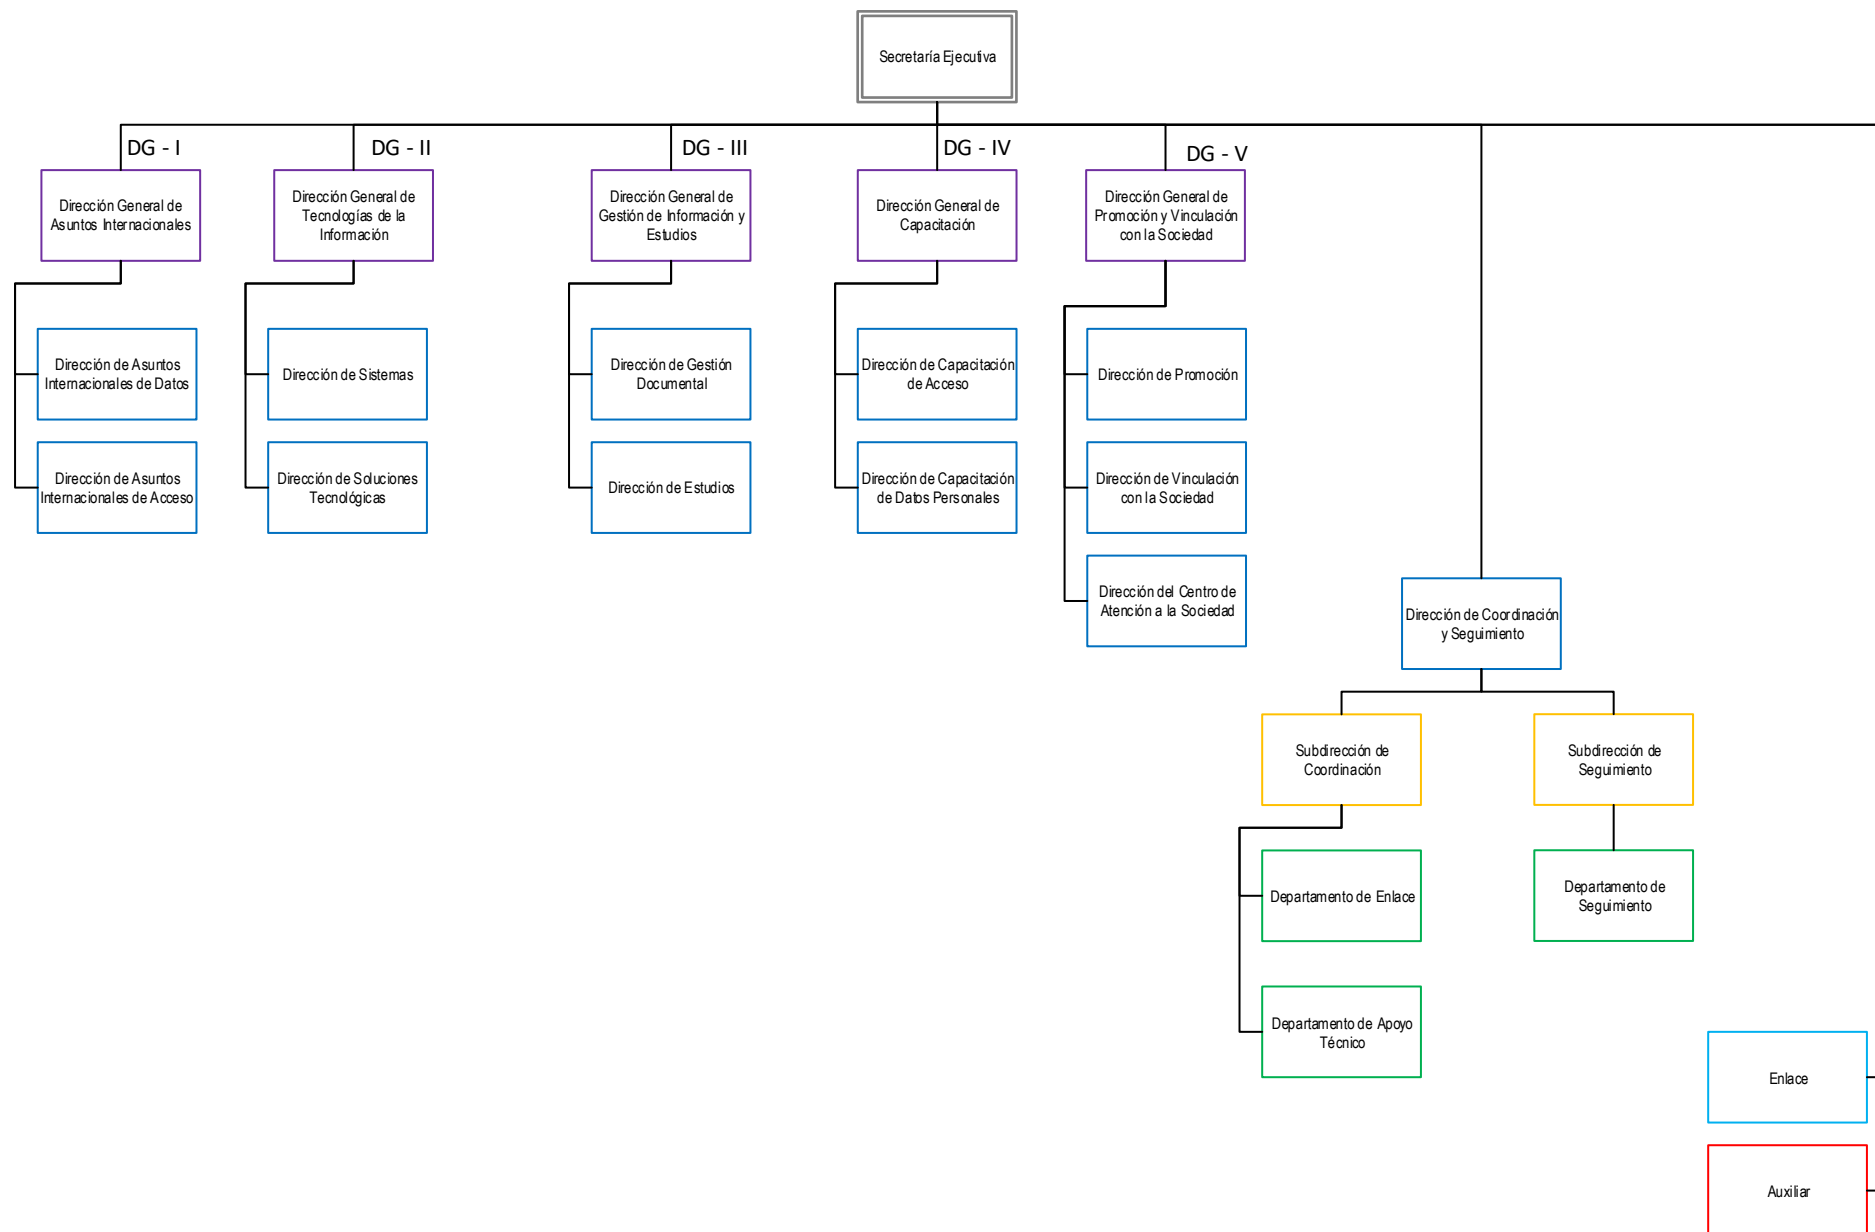 Secretaría Ejecutiva
DG - I
DG - II
DG - III
DG - IV
DG - V
Dirección General de
Asuntos Internacionales
Dirección General de
Tecnologías de la
Información
Dirección General de
Gestión de Información y
Estudios
Dirección General de
Capacitación
Dirección General de
Promoción y Vinculación
con la Sociedad
Dirección de Asuntos
Internacionales de Datos
Dirección de Sistemas
Dirección de Gestión
Documental
Dirección de Capacitación
de Acceso
Dirección de Promoción
Dirección de Asuntos
Internacionales de Acceso
Dirección de Soluciones
Tecnológicas
Dirección de Estudios
Dirección de Capacitación
de Datos Personales
Dirección de Vinculación
con la Sociedad
Dirección del Centro de
Atención a la Sociedad
Dirección de Coordinación
y Seguimiento
Subdirección de
Coordinación
Subdirección de
Seguimiento
Departamento de Enlace
Departamento de
Seguimiento
Departamento de Apoyo
Técnico
Enlace
Auxiliar